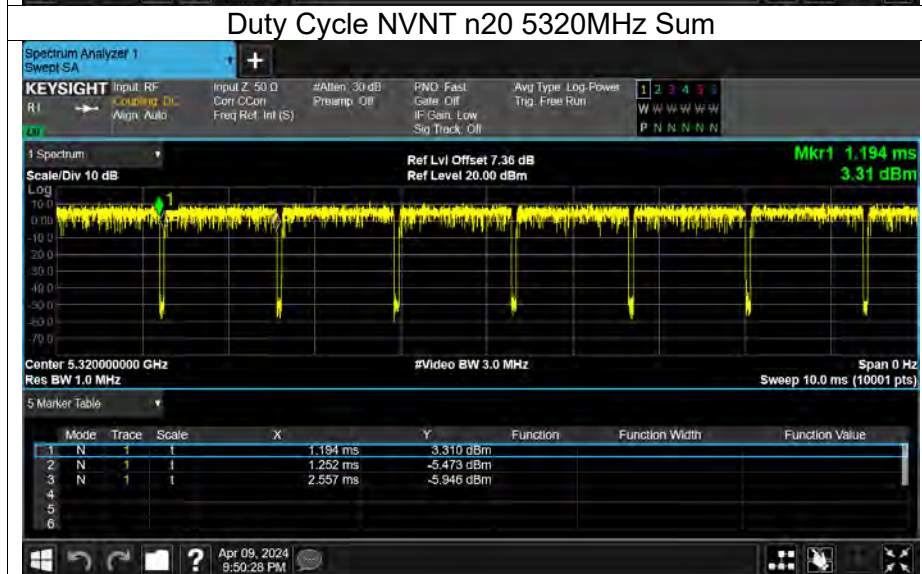 Duty Cycle NVNT n20 5320MHz Sum
Spectrum Analyzer 1
Swept SA
+
KEYSIGHT Input: RF Input Z: 50 Ω #Atten: 30 dB PNO: Fast Avg Type: Log-Power 1 2 3 4 5 6
Coupling: DC Corr CCorr Preamp: Off Gate: Off Trig: Free Run W W W W W W
Align: Auto Freq Ref: Int (S) IF Gain: Low
Sig Track: Off P N N N N N
1 Spectrum Ref Lvl Offset 7.36 dB Mkr1 1.194 ms
Scale/Div 10 dB Ref Level 20.00 dBm 3.31 dBm
Log
1
10.0
0.00
-10.0
-20.0
-30.0
-40.0
-50.0
-60.0
-70.0
Center 5.320000000 GHz #Video BW 3.0 MHz Span 0 Hz
Res BW 1.0 MHz Sweep 10.0 ms (10001 pts)
5 Marker Table
Mode Trace Scale X Y Function Function Width Function Value
1 N 1 t 1.194 ms 3.310 dBm
2 N 1 t 1.252 ms -5.473 dBm
3 N 1 t 2.557 ms -5.946 dBm
4
5
6
? Apr 09, 2024
9:50:28 PM